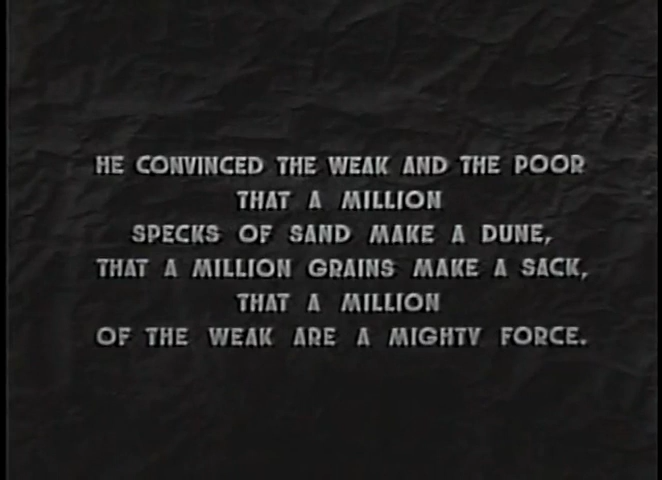 HE CONVINCED THE WEAK AND THE POOR
THAT A MILLION
SPECKS OF SAND MAKE A DUNE,
THAT A MILLION GRAINS MAKE A SACK,
THAT A MILLION
OF THE WEAK ARE A MIGHTY FORCE.